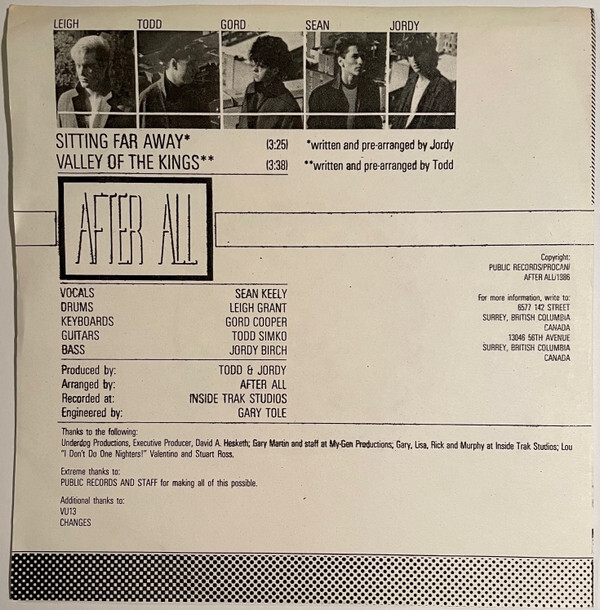 LEIGH TODD GORD SEAN JORDY
SITTING FAR AWAY* (3:25) *written and pre-arranged by Jordy
VALLEY OF THE KINGS** (3:38) **written and pre-arranged by Todd
AFTER ALL
Copyright:
PUBLIC RECORDS/PROCAN/
AFTER ALL/1986
For more information, write to:
6577 142 STREET
SURREY, BRITISH COLUMBIA
CANADA
13046 56TH AVENUE
SURREY, BRITISH COLUMBIA
CANADA
VOCALS SEAN KEELY
DRUMS LEIGH GRANT
KEYBOARDS GORD COOPER
GUITARS TODD SIMKO
BASS JORDY BIRCH
Produced by: TODD & JORDY
Arranged by: AFTER ALL
Recorded at: INSIDE TRAK STUDIOS
Engineered by: GARY TOLE
Thanks to the following:
Underdog Productions, Executive Producer, David A. Hesketh; Gary Martin and staff at My-Gen Productions; Gary, Lisa, Rick and Murphy at Inside Trak Studios; Lou
"I Don't Do One Nighters!" Valentino and Stuart Ross.
Extreme thanks to:
PUBLIC RECORDS AND STAFF for making all of this possible.
Additional thanks to:
VU13
CHANGES